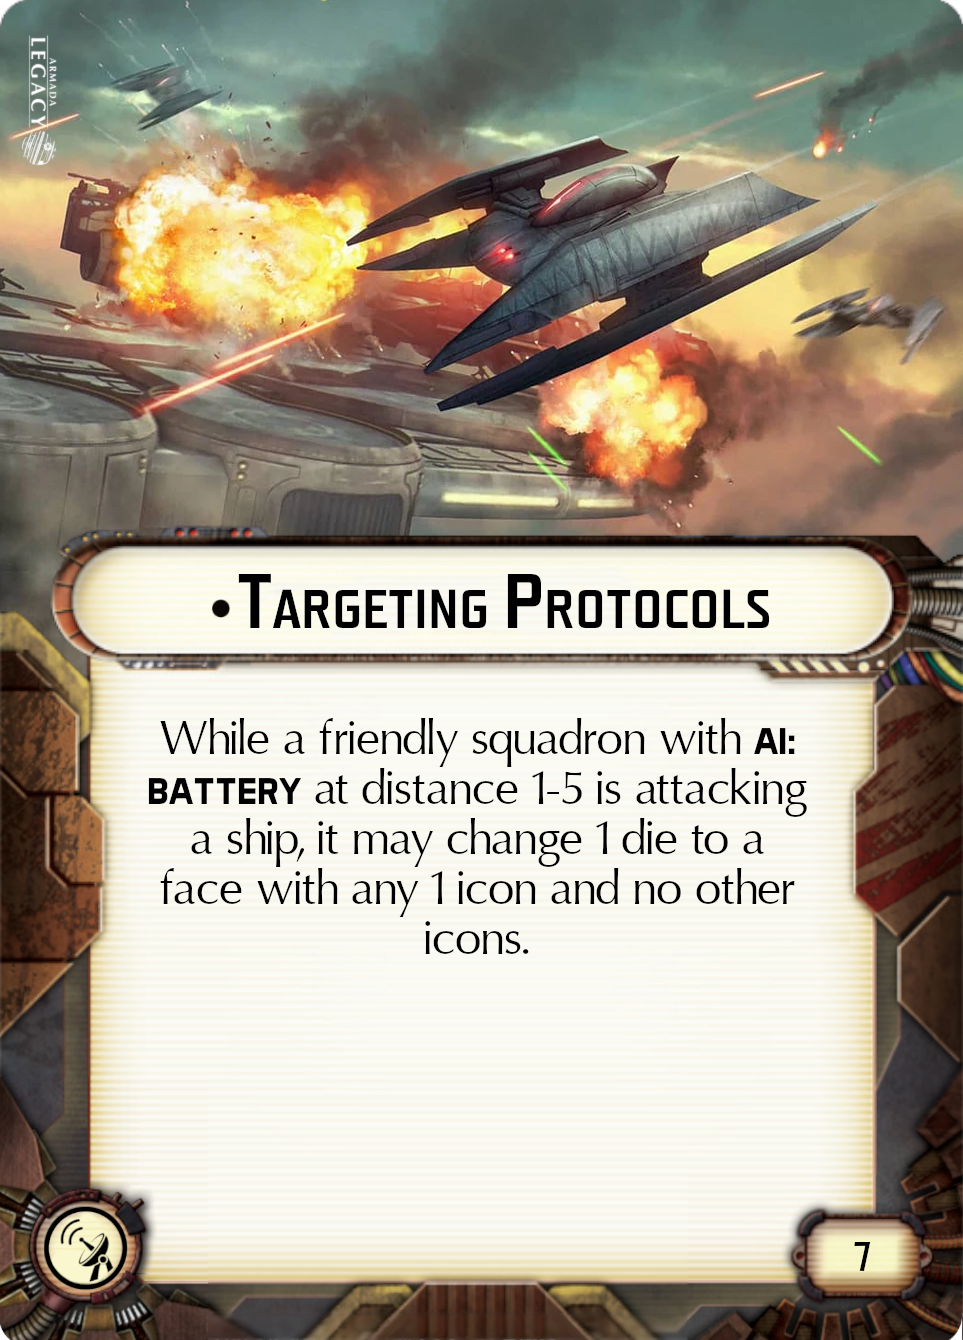 ARMADA
LEGACY
•Targeting Protocols
While a friendly squadron with AI:
BATTERY at distance 1-5 is attacking
a ship, it may change 1 die to a
face with any 1 icon and no other
icons.
7